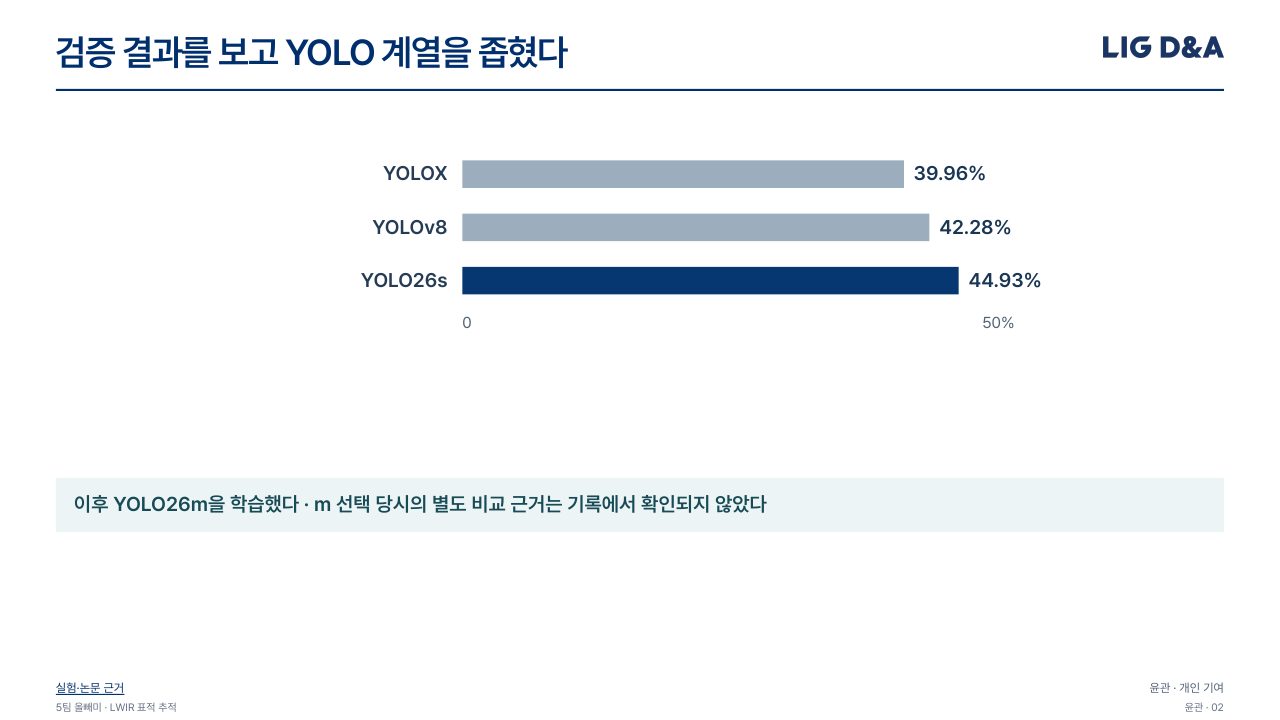 검증 결과를 보고 YOLO 계열을 좁혔다
LIG D&A
YOLOX 39.96%
YOLOv8 42.28%
YOLO26s 44.93%
0 50%
이후 YOLO26m을 학습했다 · m 선택 당시의 별도 비교 근거는 기록에서 확인되지 않았다
실험·논문 근거
윤관 · 개인 기여
5팀 올빼미 · LWIR 표적 추적
윤관 · 02